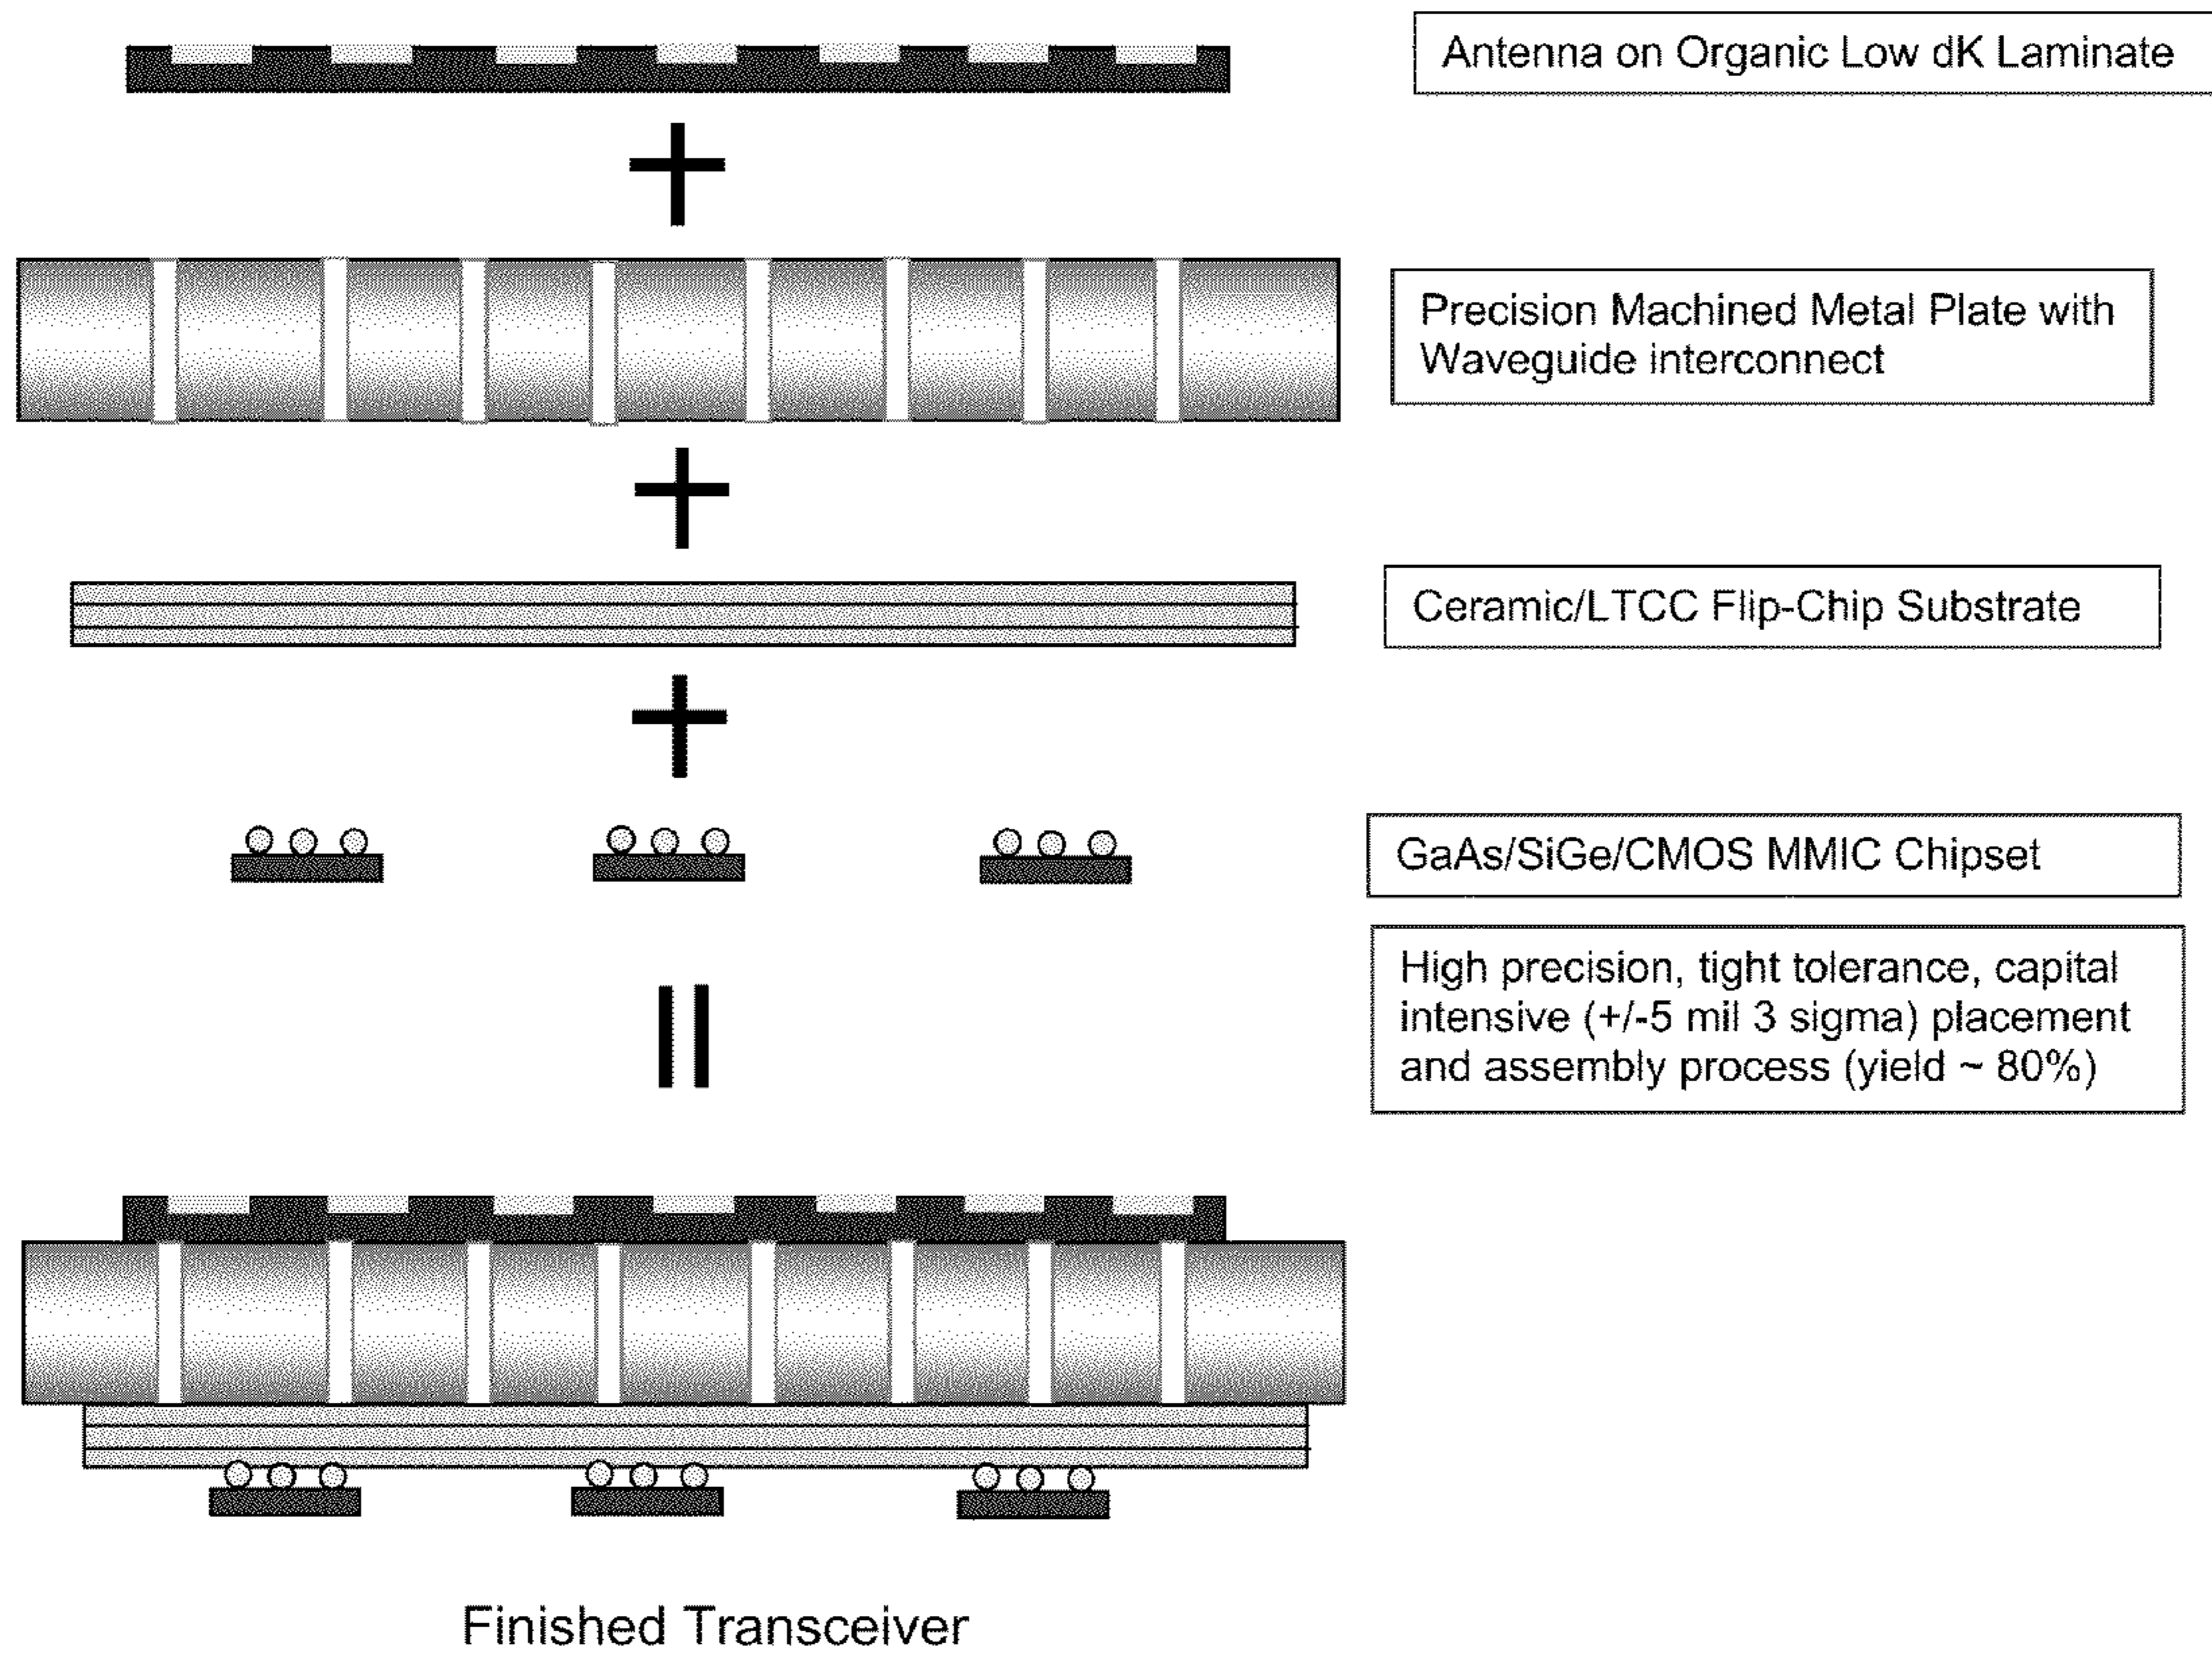 Antenna on Organic Low dK Laminate
Precision Machined Metal Plate with
Waveguide interconnect
Ceramic/LTCC Flip-Chip Substrate
GaAs/SiGe/CMOS MMIC Chipset
High precision, tight tolerance, capital
intensive (+/-5 mil 3 sigma) placement
and assembly process (yield ~ 80%)
Finished Transceiver